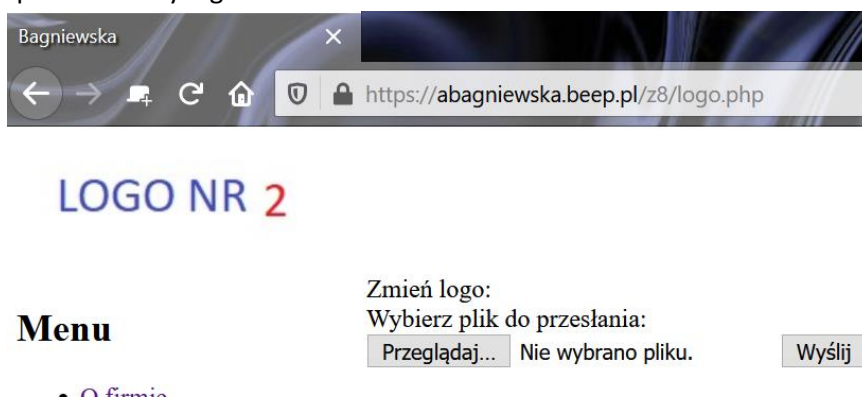 Bagniewska
https://abagniewska.beep.pl/z8/logo.php
LOGO NR 2
Zmień logo:
Wybierz plik do przesłania:
Menu
Przeglądaj... Nie wybrano pliku. Wyślij
O firmie